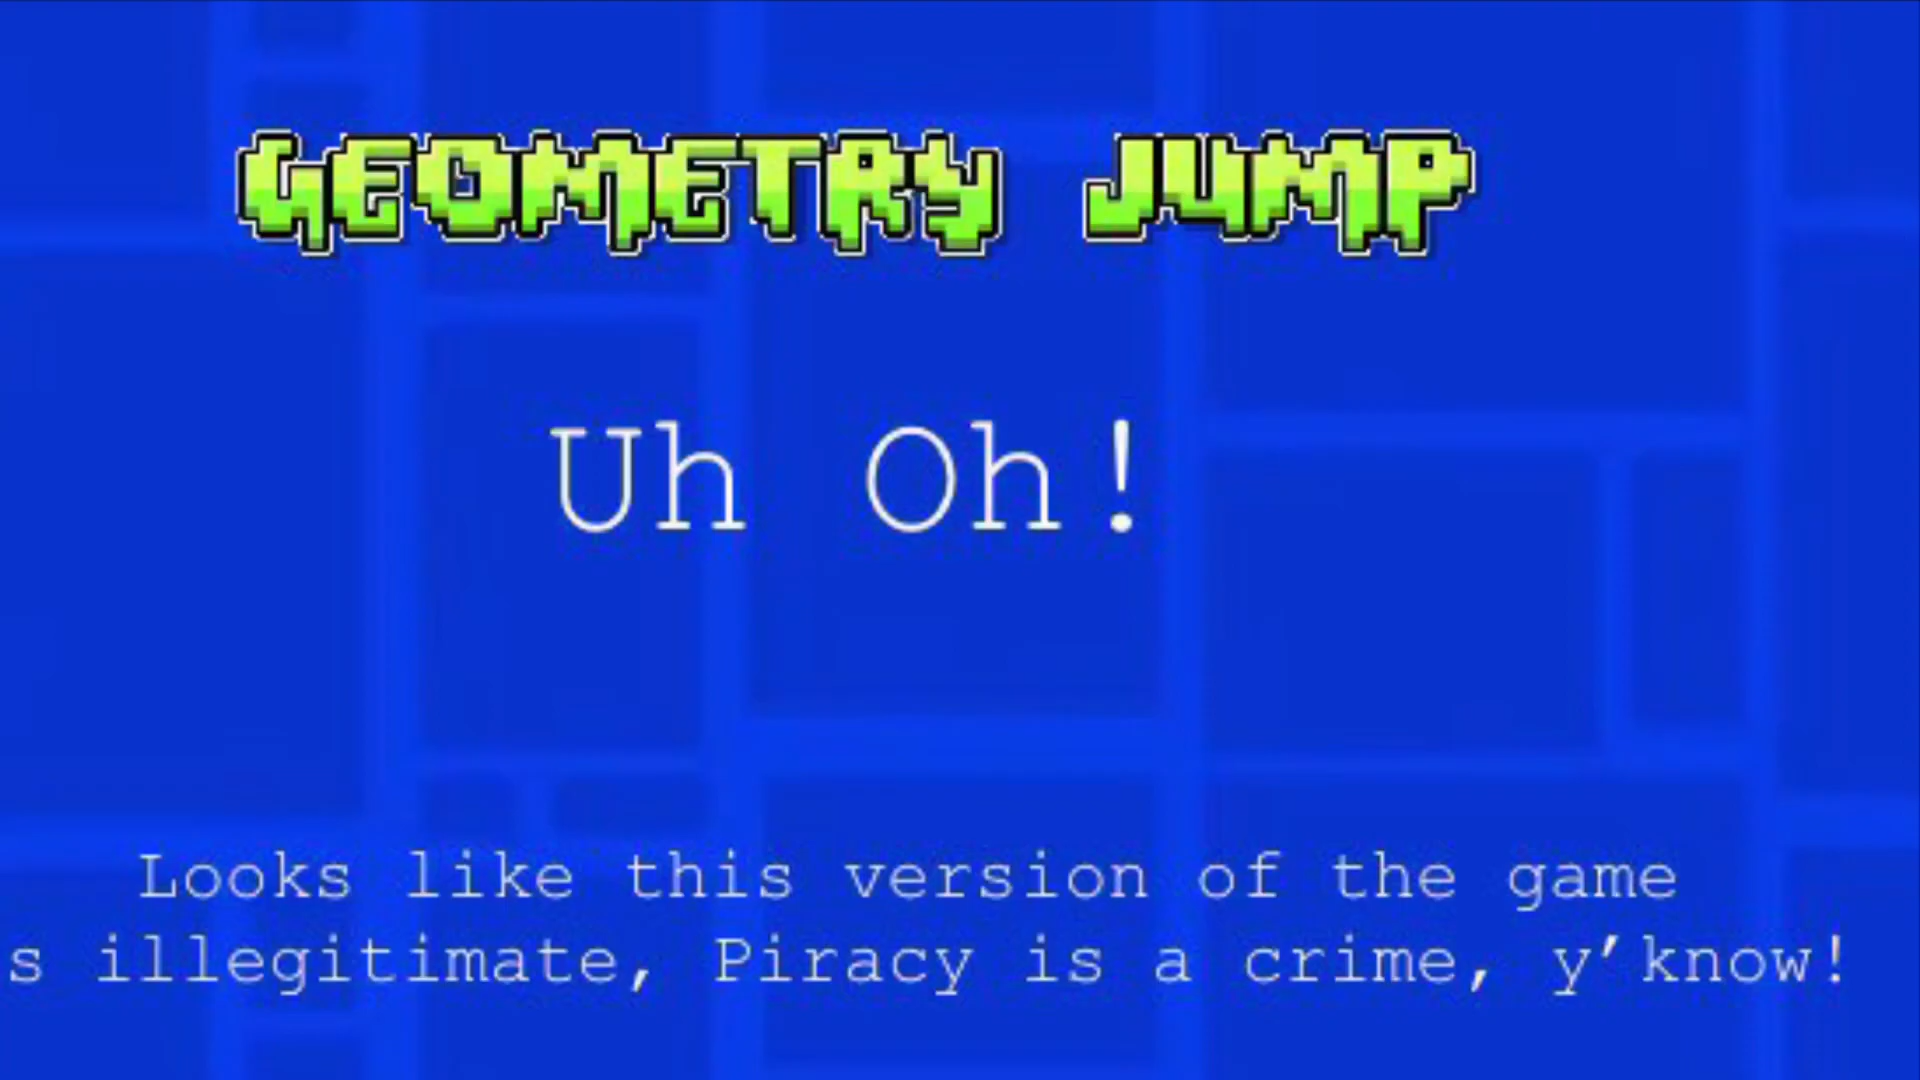 GEOMETRY JUMP
Uh Oh!
Looks like this version of the game
s illegitimate, Piracy is a crime, y'know!